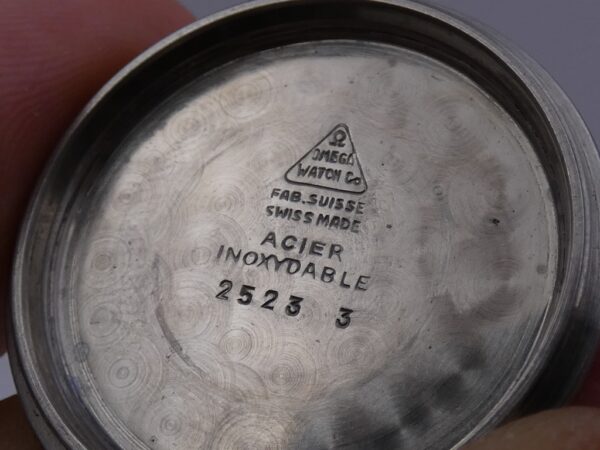 Ω
OMEGA
WATCH Co
FAB. SUISSE
SWISS MADE
ACIER
INOXYDABLE
2523 3